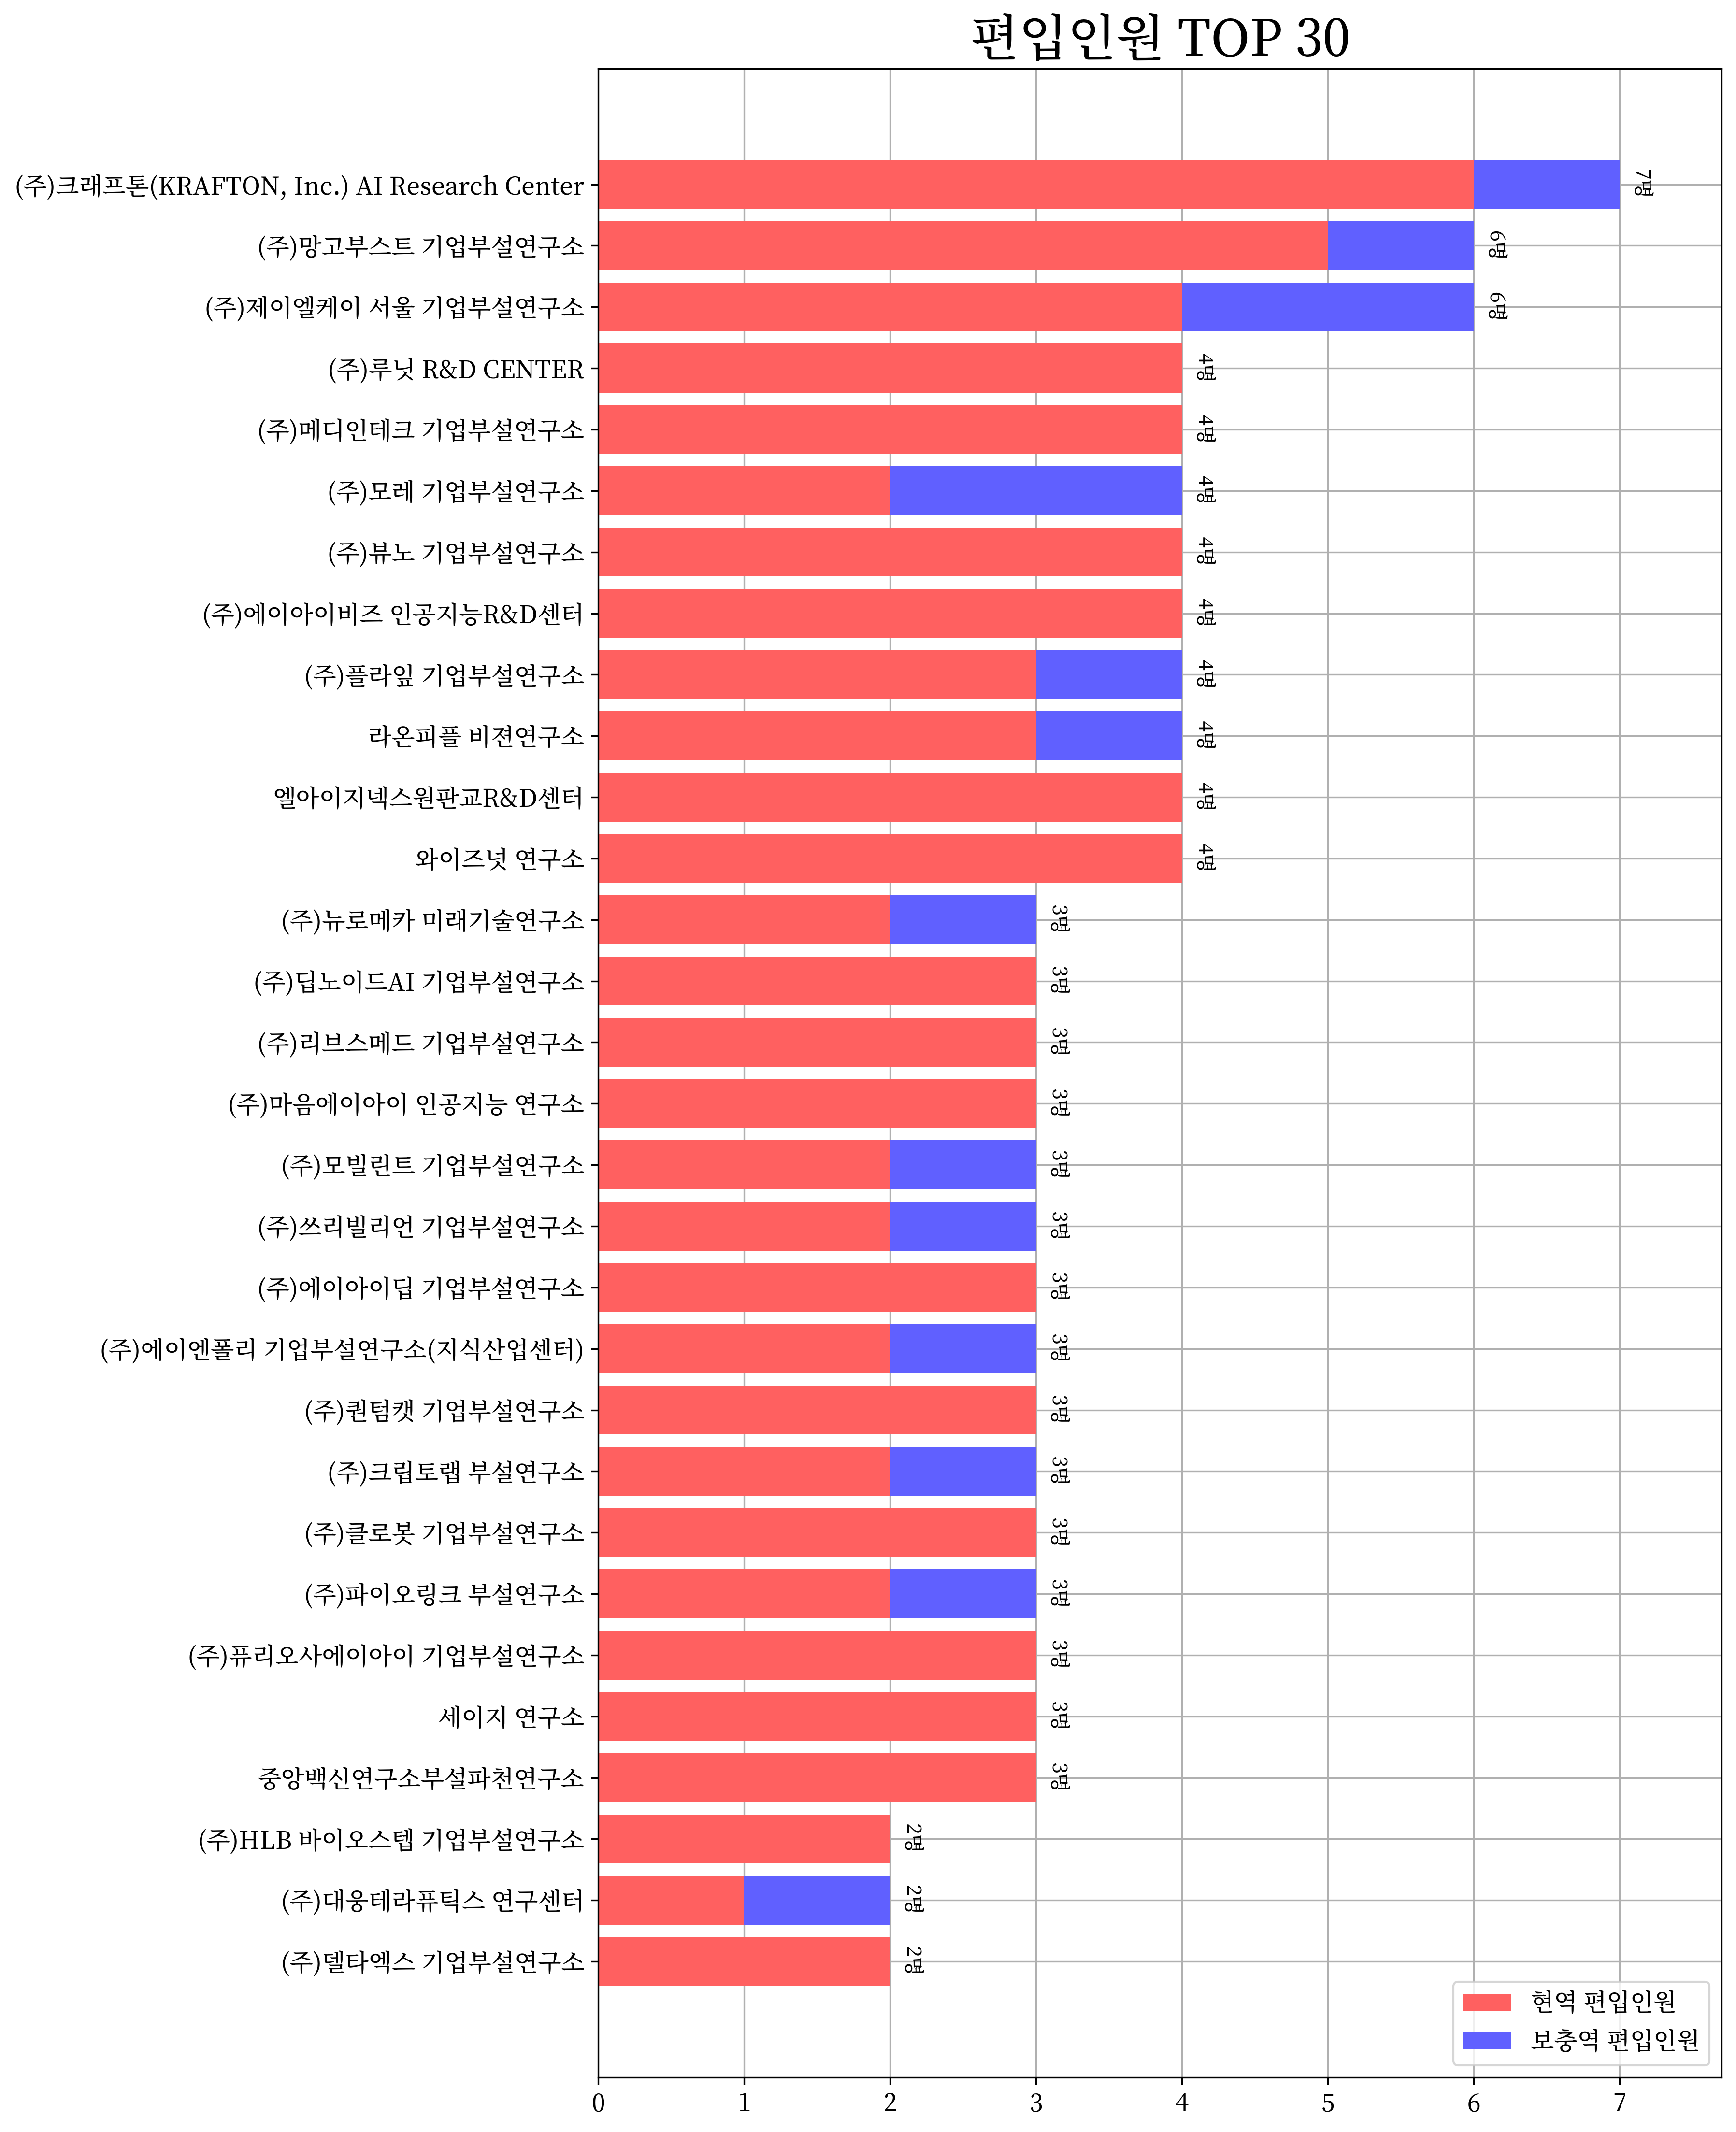 편입인원 TOP 30
(주)크래프톤(KRAFTON, Inc.) AI Research Center
7명
(주)망고부스트 기업부설연구소
6명
(주)제이엘케이 서울 기업부설연구소
6명
(주)루닛 R&D CENTER
4명
(주)메디인테크 기업부설연구소
4명
(주)모레 기업부설연구소
4명
(주)뷰노 기업부설연구소
4명
(주)에이아이비즈 인공지능R&D센터
4명
(주)플라잎 기업부설연구소
4명
라온피플 비젼연구소
4명
엘아이지넥스원판교R&D센터
4명
와이즈넛 연구소
4명
(주)뉴로메카 미래기술연구소
3명
(주)딥노이드AI 기업부설연구소
3명
(주)리브스메드 기업부설연구소
3명
(주)마음에이아이 인공지능 연구소
3명
(주)모빌린트 기업부설연구소
3명
(주)쓰리빌리언 기업부설연구소
3명
(주)에이아이딥 기업부설연구소
3명
(주)에이엔폴리 기업부설연구소(지식산업센터)
3명
(주)퀀텀캣 기업부설연구소
3명
(주)크립토랩 부설연구소
3명
(주)클로봇 기업부설연구소
3명
(주)파이오링크 부설연구소
3명
(주)퓨리오사에이아이 기업부설연구소
3명
세이지 연구소
3명
중앙백신연구소부설파천연구소
3명
(주)HLB 바이오스텝 기업부설연구소
2명
(주)대웅테라퓨틱스 연구센터
2명
(주)델타엑스 기업부설연구소
2명
현역 편입인원
보충역 편입인원
0 1 2 3 4 5 6 7